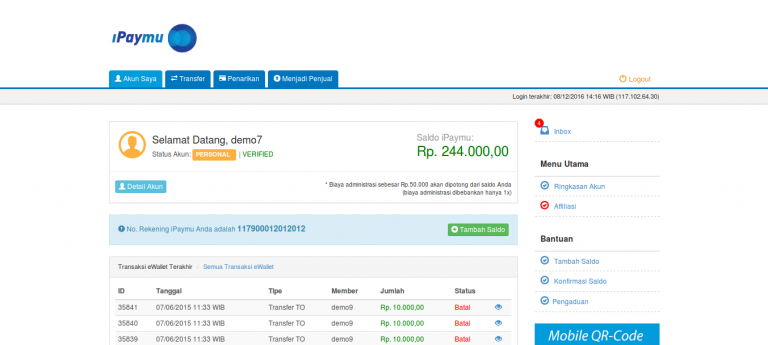 iPaymu
Akun Saya
Transfer
Penarikan
Menjadi Penjual
Logout
Login terakhir: 08/12/2016 14:16 WIB (117.102.64.30)
Selamat Datang, demo7
Status Akun: PERSONAL | VERIFIED
Saldo iPaymu:
Rp. 244.000,00
Detail Akun
* Biaya administrasi sebesar Rp.50.000 akan dipotong dari saldo Anda
(biaya administrasi dibebankan hanya 1x)
No. Rekening iPaymu Anda adalah 117900012012012
Tambah Saldo
Transaksi eWallet Terakhir / Semua Transaksi eWallet
ID Tanggal Tipe Member Jumlah Status
35841 07/06/2015 11:33 WIB Transfer TO demo9 Rp. 10.000,00 Batal
35840 07/06/2015 11:33 WIB Transfer TO demo9 Rp. 10.000,00 Batal
35839 07/06/2015 11:33 WIB Transfer TO demo9 Rp. 10.000,00 Batal
4
Inbox
Menu Utama
Ringkasan Akun
Affiliasi
Bantuan
Tambah Saldo
Konfirmasi Saldo
Pengaduan
Mobile QR-Code